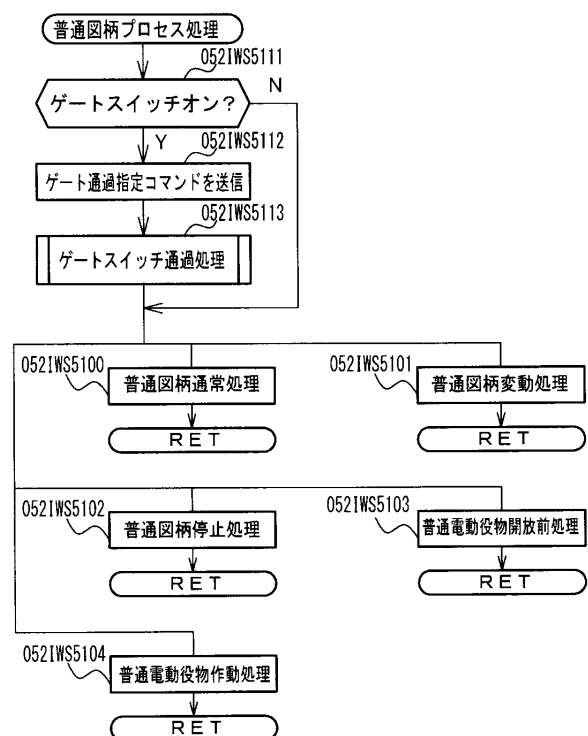 普通図柄プロセス処理
052IWS5111
ゲートスイッチオン？
N
Y
052IWS5112
ゲート通過指定コマンドを送信
052IWS5113
ゲートスイッチ通過処理
052IWS5100
普通図柄通常処理
RET
052IWS5101
普通図柄変動処理
RET
052IWS5102
普通図柄停止処理
RET
052IWS5103
普通電動役物開放前処理
RET
052IWS5104
普通電動役物作動処理
RET